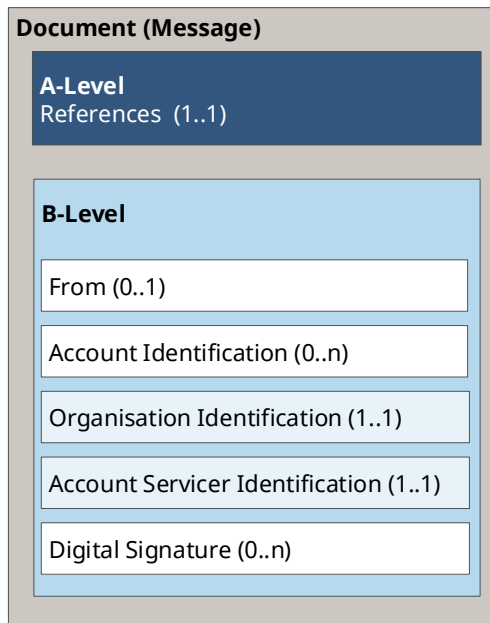 Document (Message)
A-Level
References (1..1)
B-Level
From (0..1)
Account Identification (0..n)
Organisation Identification (1..1)
Account Servicer Identification (1..1)
Digital Signature (0..n)